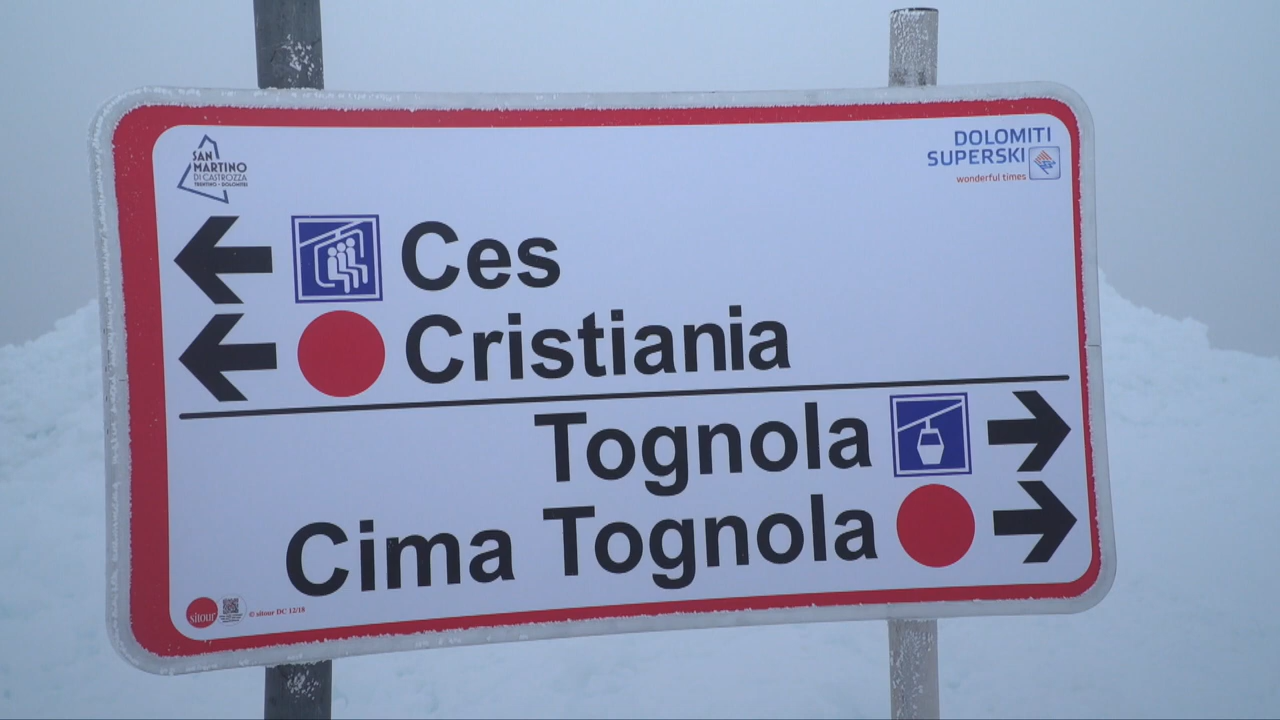 SAN
MARTINO
DI CASTROZZA
TRENTINO - DOLOMITES
DOLOMITI
SUPERSKI
wonderful times
Ces
Cristiania
Tognola
Cima Tognola
sitour
© sitour DC 12/18